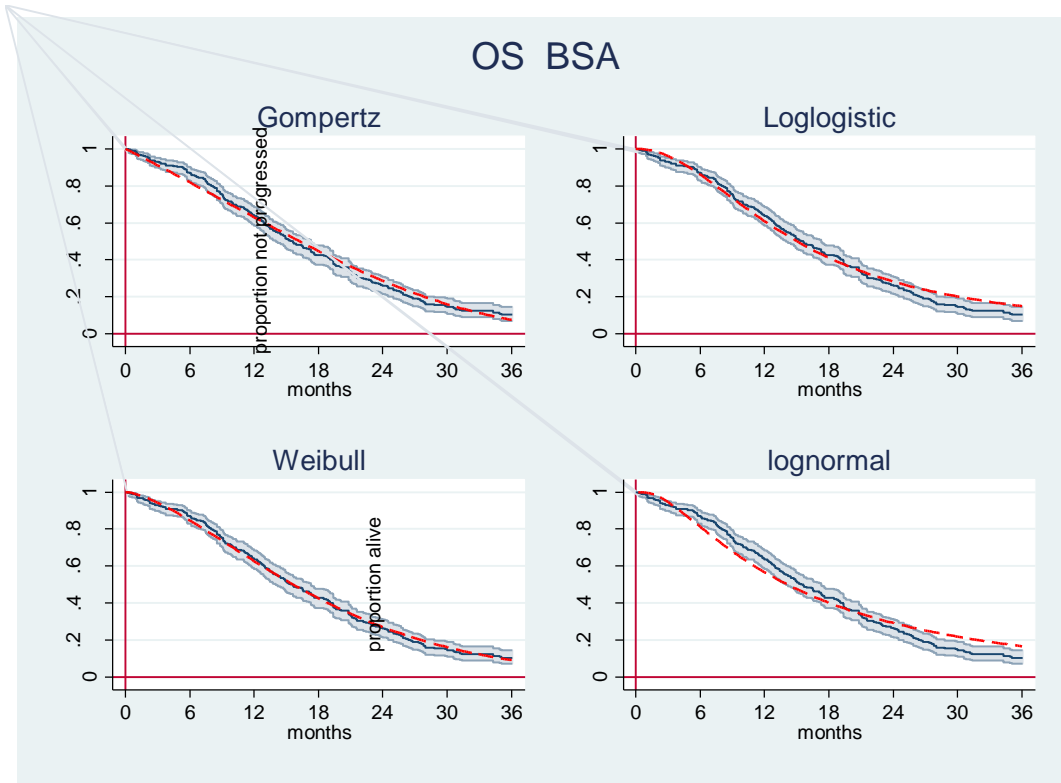 OS BSA
Gompertz
1
.8
.6
.4
.2
0
proportion not progressed
0 6 12 18 24 30 36
months
Loglogistic
1
.8
.6
.4
.2
0
0 6 12 18 24 30 36
months
Weibull
1
.8
.6
.4
.2
0
proportion alive
0 6 12 18 24 30 36
months
lognormal
1
.8
.6
.4
.2
0
0 6 12 18 24 30 36
months